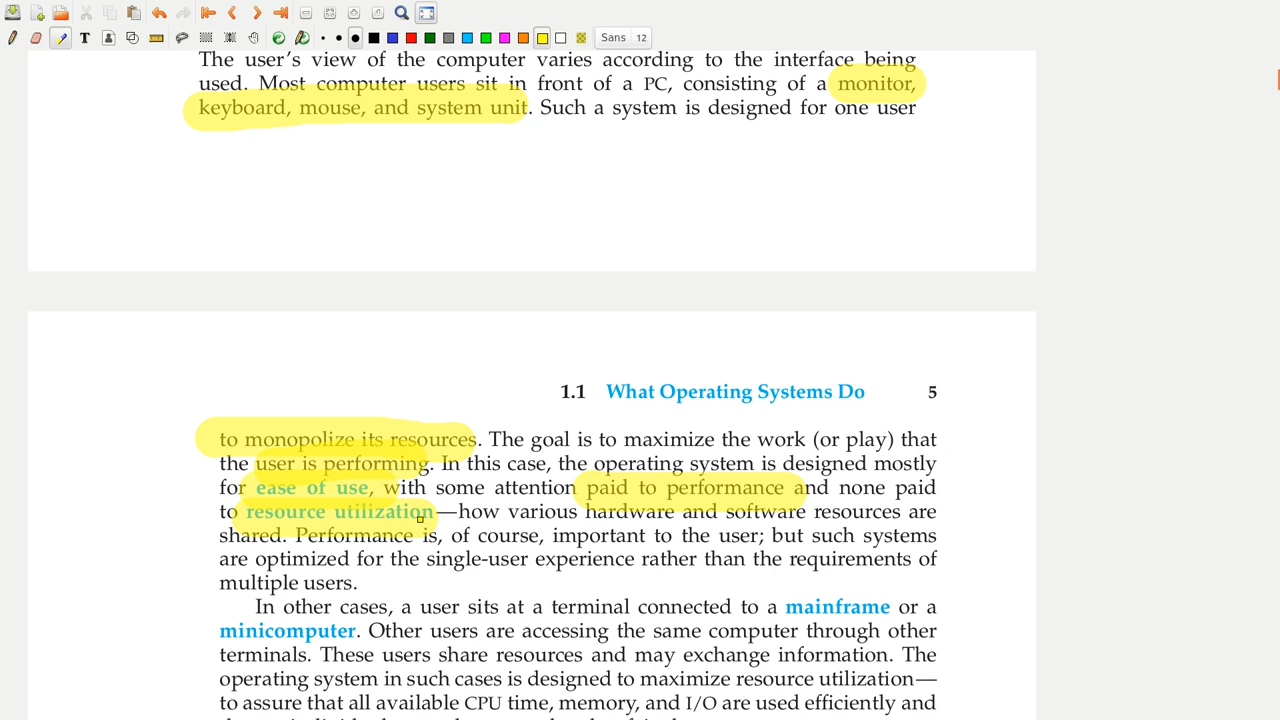 Sans 12
The user's view of the computer varies according to the interface being
used. Most computer users sit in front of a PC, consisting of a monitor,
keyboard, mouse, and system unit. Such a system is designed for one user
1.1 What Operating Systems Do 5
to monopolize its resources. The goal is to maximize the work (or play) that
the user is performing. In this case, the operating system is designed mostly
for ease of use, with some attention paid to performance and none paid
to resource utilization—how various hardware and software resources are
shared. Performance is, of course, important to the user; but such systems
are optimized for the single-user experience rather than the requirements of
multiple users.
In other cases, a user sits at a terminal connected to a mainframe or a
minicomputer. Other users are accessing the same computer through other
terminals. These users share resources and may exchange information. The
operating system in such cases is designed to maximize resource utilization—
to assure that all available CPU time, memory, and I/O are used efficiently and